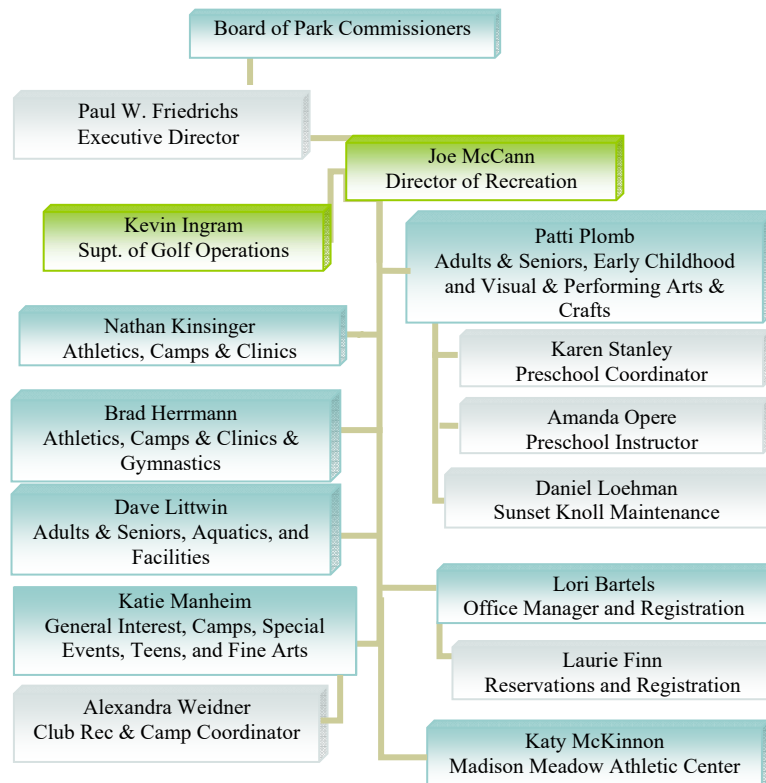 Board of Park Commissioners
Paul W. Friedrichs
Executive Director
Joe McCann
Director of Recreation
Kevin Ingram
Supt. of Golf Operations
Patti Plomb
Adults & Seniors, Early Childhood
and Visual & Performing Arts &
Crafts
Nathan Kinsinger
Athletics, Camps & Clinics
Karen Stanley
Preschool Coordinator
Brad Herrmann
Athletics, Camps & Clinics &
Gymnastics
Amanda Opere
Preschool Instructor
Dave Littwin
Adults & Seniors, Aquatics, and
Facilities
Daniel Loehman
Sunset Knoll Maintenance
Katie Manheim
General Interest, Camps, Special
Events, Teens, and Fine Arts
Lori Bartels
Office Manager and Registration
Laurie Finn
Reservations and Registration
Alexandra Weidner
Club Rec & Camp Coordinator
Katy McKinnon
Madison Meadow Athletic Center